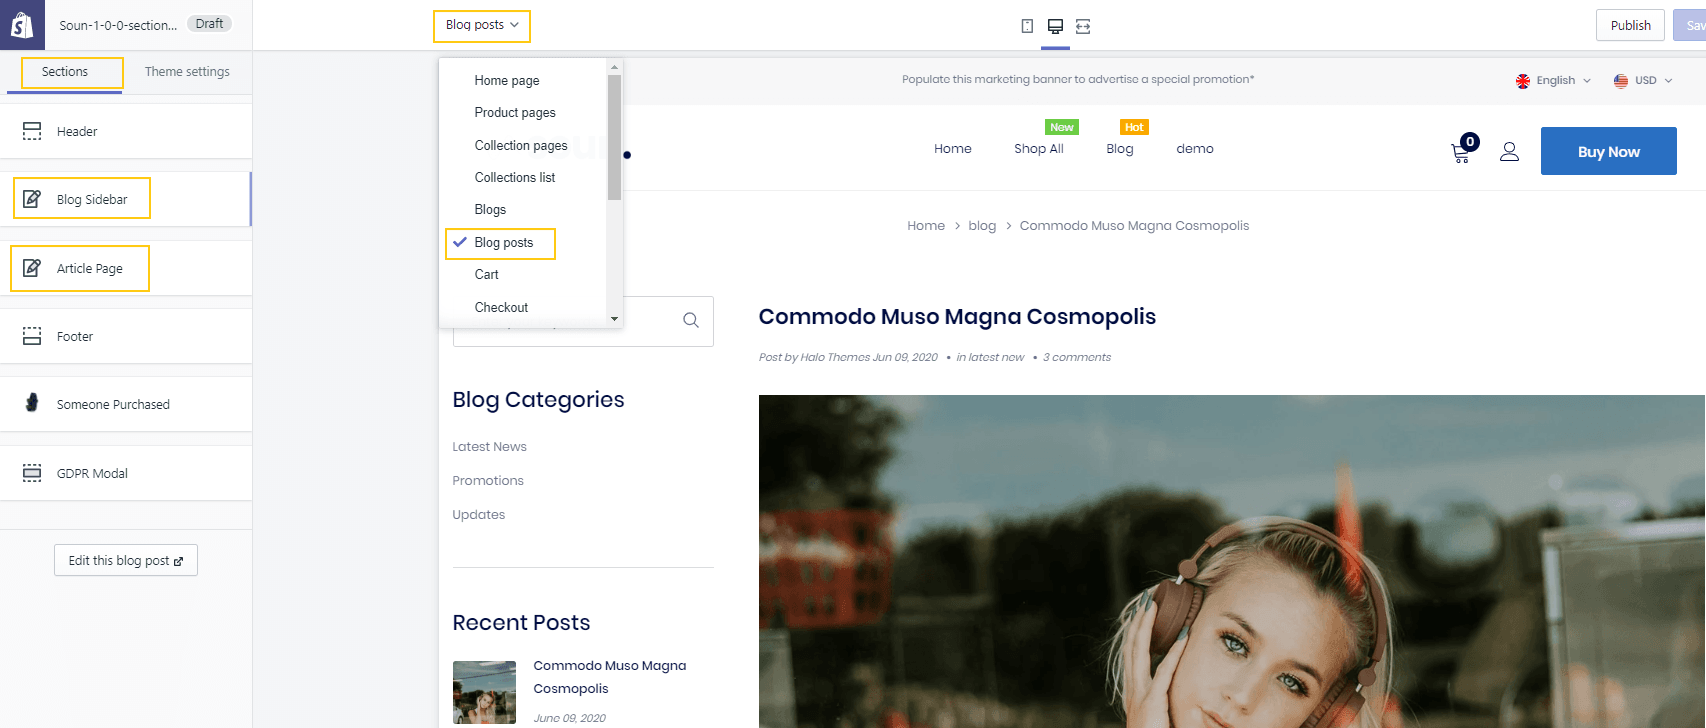 Soun-1-0-0-section...
Draft
Blog posts
Publish
Sav
Sections
Theme settings
Header
Blog Sidebar
Article Page
Footer
Someone Purchased
GDPR Modal
Edit this blog post
Home page
Product pages
Collection pages
Collections list
Blogs
Blog posts
Cart
Checkout
Populate this marketing banner to advertise a special promotion*
English
USD
New
Hot
Home
Shop All
Blog
demo
0
Buy Now
Home > blog > Commodo Muso Magna Cosmopolis
Blog Categories
Latest News
Promotions
Updates
Recent Posts
Commodo Muso Magna
Cosmopolis
June 09, 2020
Commodo Muso Magna Cosmopolis
Post by Halo Themes Jun 09, 2020 • in latest new • 3 comments